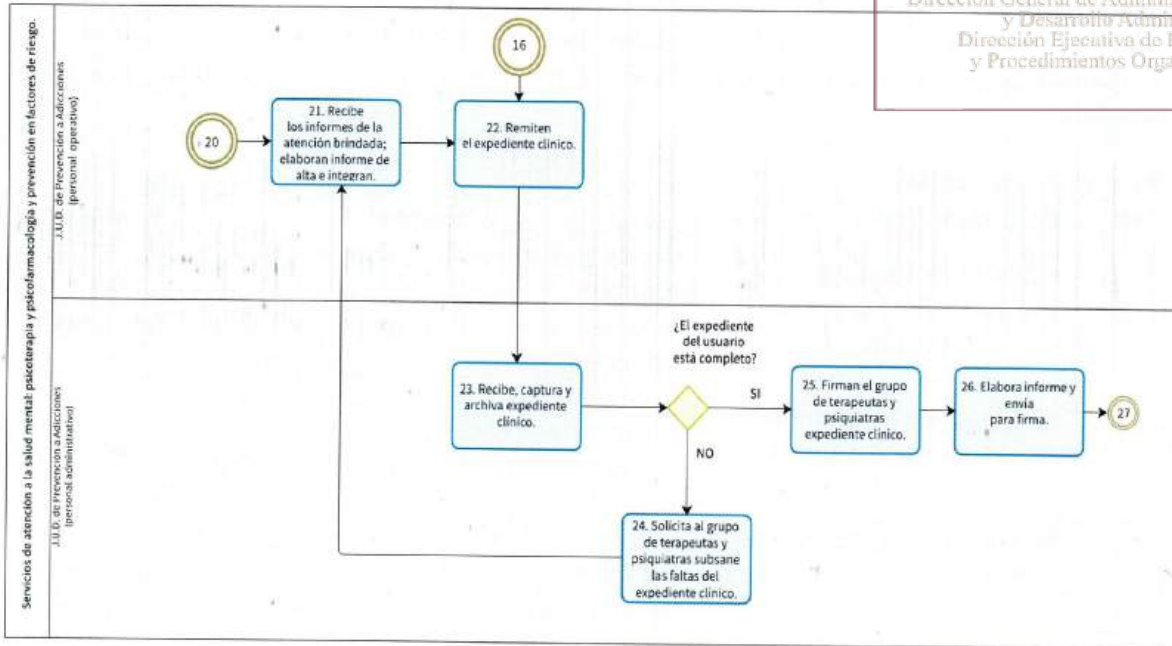 Dirección General de
y Desarrollo
Dirección Ejecutiva de
y Procedimientos
Servicios de atención a la salud mental: psicoterapia y psicofarmacología y prevención en factores de riesgo.
J.U.D. de Prevención a Adicciones
(personal operativo)
16
20
21. Recibe
los informes de la
atención brindada;
elaboran informe de
alta e integran.
22. Remiten
el expediente clínico.
J.U.D. de Prevención a Adicciones
(personal administrativo)
¿El expediente
del usuario
está completo?
23. Recibe, captura y
archiva expediente
clínico.
SI
25. Firman el grupo
de terapeutas y
psiquiatras
expediente clínico.
26. Elabora informe y
envia
para firma.
27
NO
24. Solicita al grupo
de terapeutas y
psiquiatras subsane
las faltas del
expediente clínico.